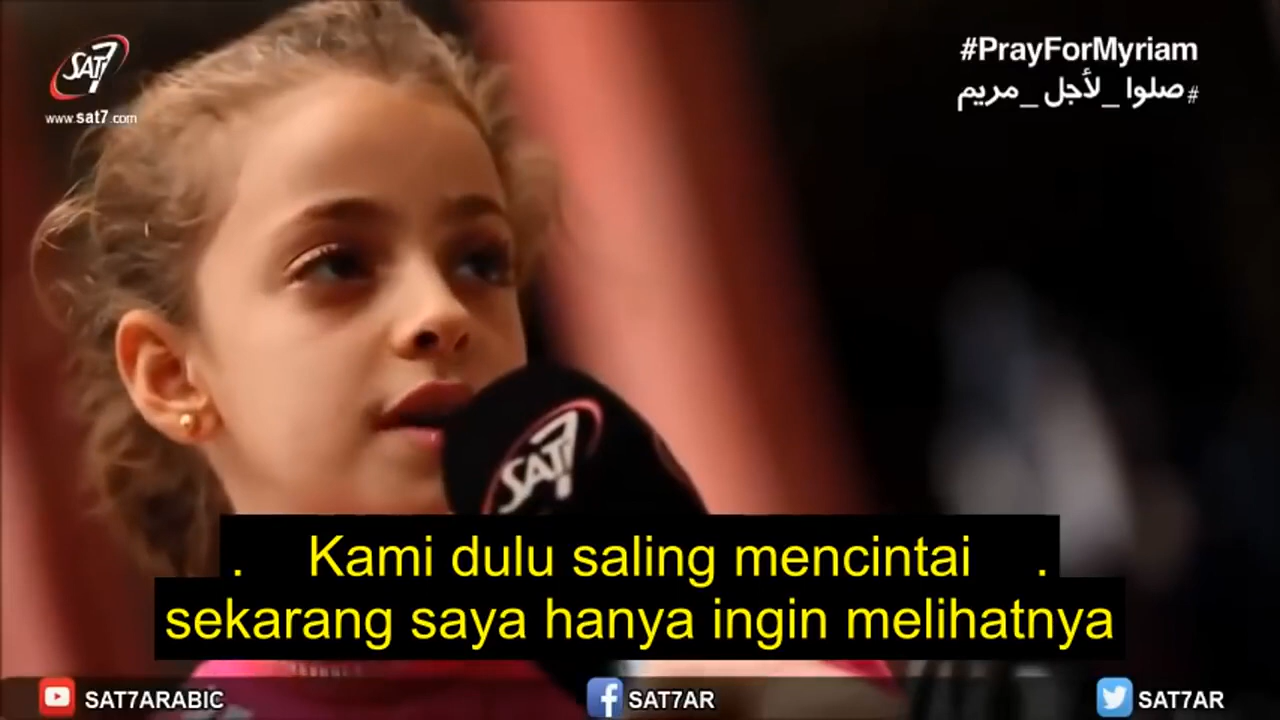 SAT7
www.sat7.com
#PrayForMyriam
#صلوا_لأجل_مريم
SAT7
. Kami dulu saling mencintai .
sekarang saya hanya ingin melihatnya
SAT7ARABIC
SAT7AR
SAT7AR